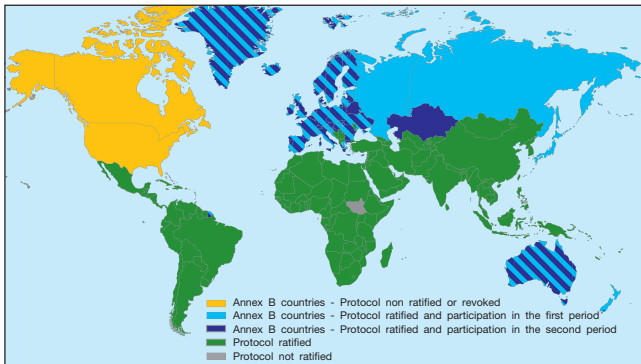 Annex B countries - Protocol non ratified or revoked
Annex B countries - Protocol ratified and participation in the first period
Annex B countries - Protocol ratified and participation in the second period
Protocol ratified
Protocol not ratified